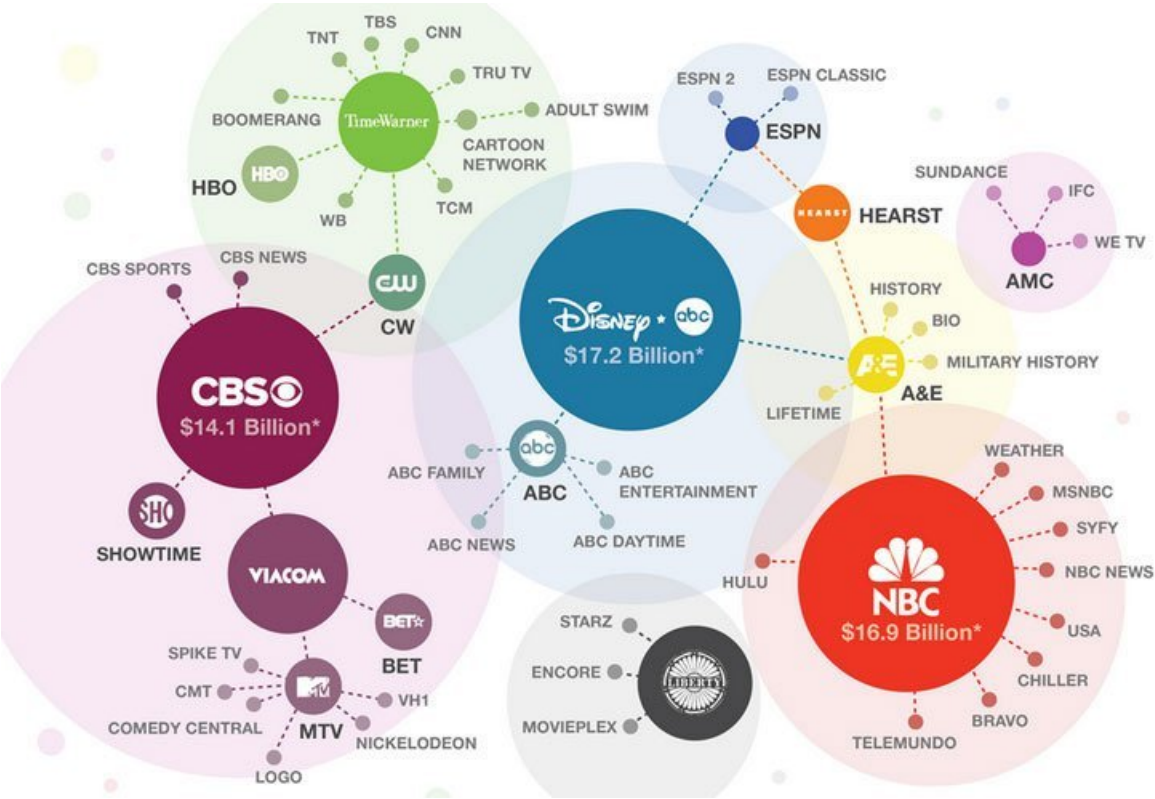 TBS
TNT
CNN
TRU TV
BOOMERANG
TimeWarner
ADULT SWIM
CARTOON
NETWORK
HBO
HBO
WB
TCM
CW
CW
ESPN 2
ESPN CLASSIC
ESPN
HEARST
HEARST
SUNDANCE
IFC
WE TV
AMC
CBS SPORTS
CBS NEWS
CBS
$14.1 Billion*
DISNEY abc
$17.2 Billion*
HISTORY
BIO
MILITARY HISTORY
A&E
A&E
LIFETIME
ABC FAMILY
abc
ABC
ABC
ENTERTAINMENT
ABC NEWS
ABC DAYTIME
SHO
SHOWTIME
VIACOM
BET
BET
SPIKE TV
CMT
COMEDY CENTRAL
MTV
MTV
VH1
NICKELODEON
LOGO
STARZ
ENCORE
MOVIEPLEX
LIBERTY
WEATHER
MSNBC
SYFY
NBC NEWS
HULU
NBC
$16.9 Billion*
USA
CHILLER
BRAVO
TELEMUNDO